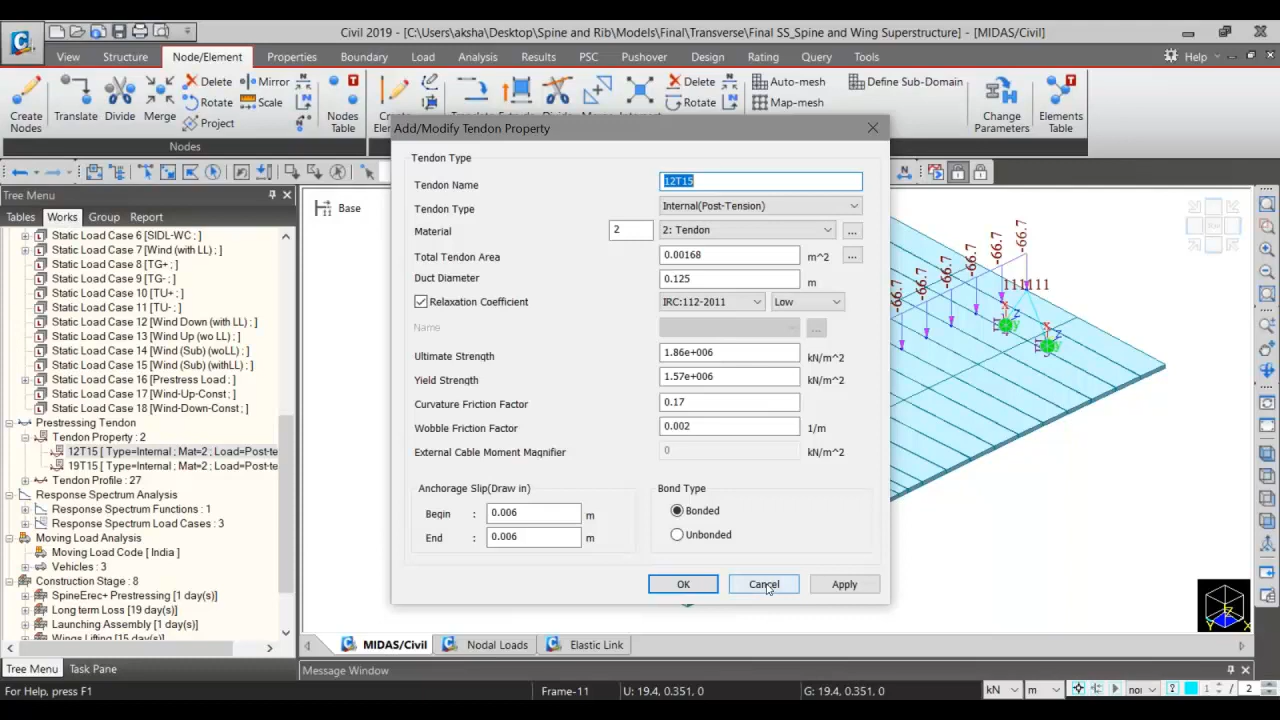 Civil 2019 - [C:\Users\aksha\Desktop\Spine and Rib\Models\Final\Transverse\Final SS_Spine and Wing Superstructure] - [MIDAS/Civil]
View Structure Node/Element Properties Boundary Load Analysis Results PSC Pushover Design Rating Query Tools Help
Delete Mirror Delete Auto-mesh Define Sub-Domain
Rotate Scale Rotate Map-mesh
Project
Create Nodes Translate Divide Merge Intersect Nodes Table Create Change Parameters Elements Table
Nodes
Tree Menu
Tables Works Group Report
Static Load Case 6 [SIDL-WC ; ]
Static Load Case 7 [Wind (with LL) ; ]
Static Load Case 8 [TG+ ; ]
Static Load Case 9 [TG- ; ]
Static Load Case 10 [TU+ ; ]
Static Load Case 11 [TU- ; ]
Static Load Case 12 [Wind Down (with LL) ; ]
Static Load Case 13 [Wind Up (wo LL) ; ]
Static Load Case 14 [Wind (Sub) (woLL) ; ]
Static Load Case 15 [Wind (Sub) (withLL) ; ]
Static Load Case 16 [Prestress Load ; ]
Static Load Case 17 [Wind-Up-Const ; ]
Static Load Case 18 [Wind-Down-Const ; ]
Prestressing Tendon
Tendon Property : 2
12T15 [ Type=Internal ; Mat=2 ; Load=Post-te
19T15 [ Type=Internal ; Mat=2 ; Load=Post-te
Tendon Profile : 27
Response Spectrum Analysis
Response Spectrum Functions : 1
Response Spectrum Load Cases : 3
Moving Load Analysis
Moving Load Code [ India ]
Vehicles : 3
Construction Stage : 8
SpineErec+ Prestressing [1 day(s)]
Long term Loss [19 day(s)]
Launching Assembly [1 day(s)]
Wings Lifting [15 day(s)]
Tree Menu Task Pane
Base
Add/Modify Tendon Property
Tendon Type
Tendon Name 12T15
Tendon Type Internal(Post-Tension)
Material 2 2: Tendon ...
Total Tendon Area 0.00168 m^2 ...
Duct Diameter 0.125 m
Relaxation Coefficient IRC:112-2011 Low
Name ...
Ultimate Strength 1.86e+006 kN/m^2
Yield Strength 1.57e+006 kN/m^2
Curvature Friction Factor 0.17
Wobble Friction Factor 0.002 1/m
External Cable Moment Magnifier 0 kN/m^2
Anchorage Slip(Draw in) Bond Type
Begin : 0.006 m Bonded
End : 0.006 m Unbonded
OK Cancel Apply
-66.7
-66.7
-66.7
-66.7
-66.7
-66.7
111111
MIDAS/Civil Nodal Loads Elastic Link
Message Window
For Help, press F1 Frame-11 U: 19.4, 0.351, 0 G: 19.4, 0.351, 0 kN m nor 1 / 2